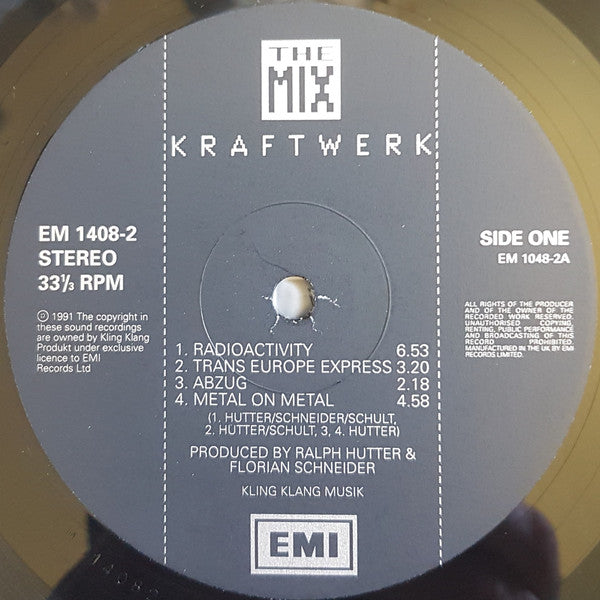 THE
MIX
KRAFTWERK
EM 1408-2
STEREO
33⅓ RPM
SIDE ONE
EM 1048-2A
℗ 1991 The copyright in
these sound recordings
are owned by Kling Klang
Produkt under exclusive
licence to EMI
Records Ltd
ALL RIGHTS OF THE PRODUCER
AND OF THE OWNER OF THE
RECORDED WORK RESERVED.
UNAUTHORISED COPYING,
RENTING, PUBLIC PERFORMANCE
AND BROADCASTING OF THIS
RECORD PROHIBITED.
MANUFACTURED IN THE UK BY EMI
RECORDS LIMITED.
1. RADIOACTIVITY 6.53
2. TRANS EUROPE EXPRESS 3.20
3. ABZUG 2.18
4. METAL ON METAL 4.58
(1. HUTTER/SCHNEIDER/SCHULT,
2. HUTTER/SCHULT, 3, 4. HUTTER)
PRODUCED BY RALPH HUTTER &
FLORIAN SCHNEIDER
KLING KLANG MUSIK
EMI